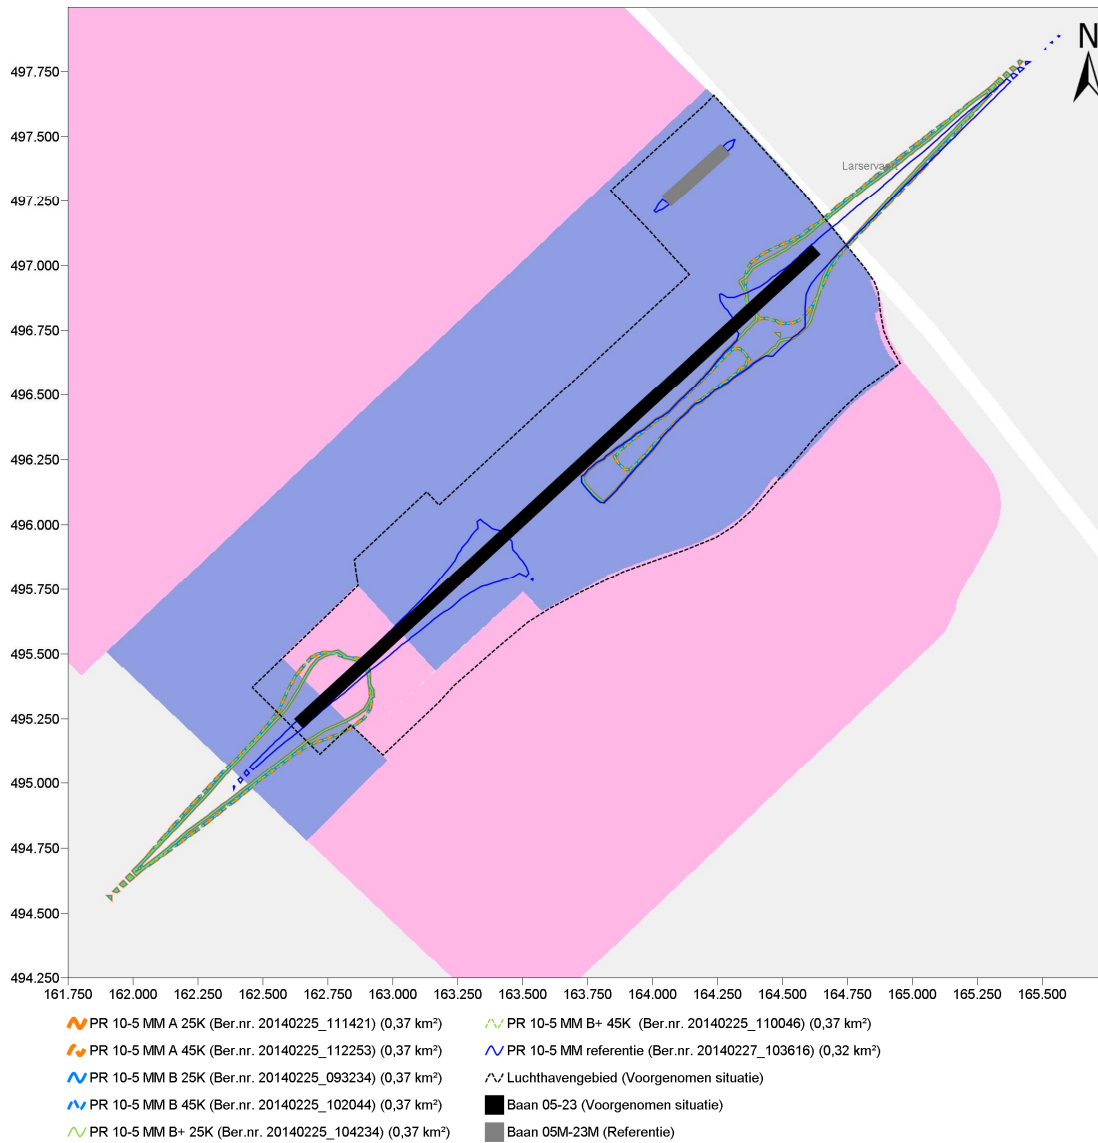 N
497.750
497.500
Larservaart
497.250
497.000
496.750
496.500
496.250
496.000
495.750
495.500
495.250
495.000
494.750
494.500
494.250
161.750 162.000 162.250 162.500 162.750 163.000 163.250 163.500 163.750 164.000 164.250 164.500 164.750 165.000 165.250 165.500
PR 10-5 MM A 25K (Ber.nr. 20140225_111421) (0,37 km²)
PR 10-5 MM A 45K (Ber.nr. 20140225_112253) (0,37 km²)
PR 10-5 MM B 25K (Ber.nr. 20140225_093234) (0,37 km²)
PR 10-5 MM B 45K (Ber.nr. 20140225_102044) (0,37 km²)
PR 10-5 MM B+ 25K (Ber.nr. 20140225_104234) (0,37 km²)
PR 10-5 MM B+ 45K (Ber.nr. 20140225_110046) (0,37 km²)
PR 10-5 MM referentie (Ber.nr. 20140227_103616) (0,32 km²)
Luchthavengebied (Voorgenomen situatie)
Baan 05-23 (Voorgenomen situatie)
Baan 05M-23M (Referentie)